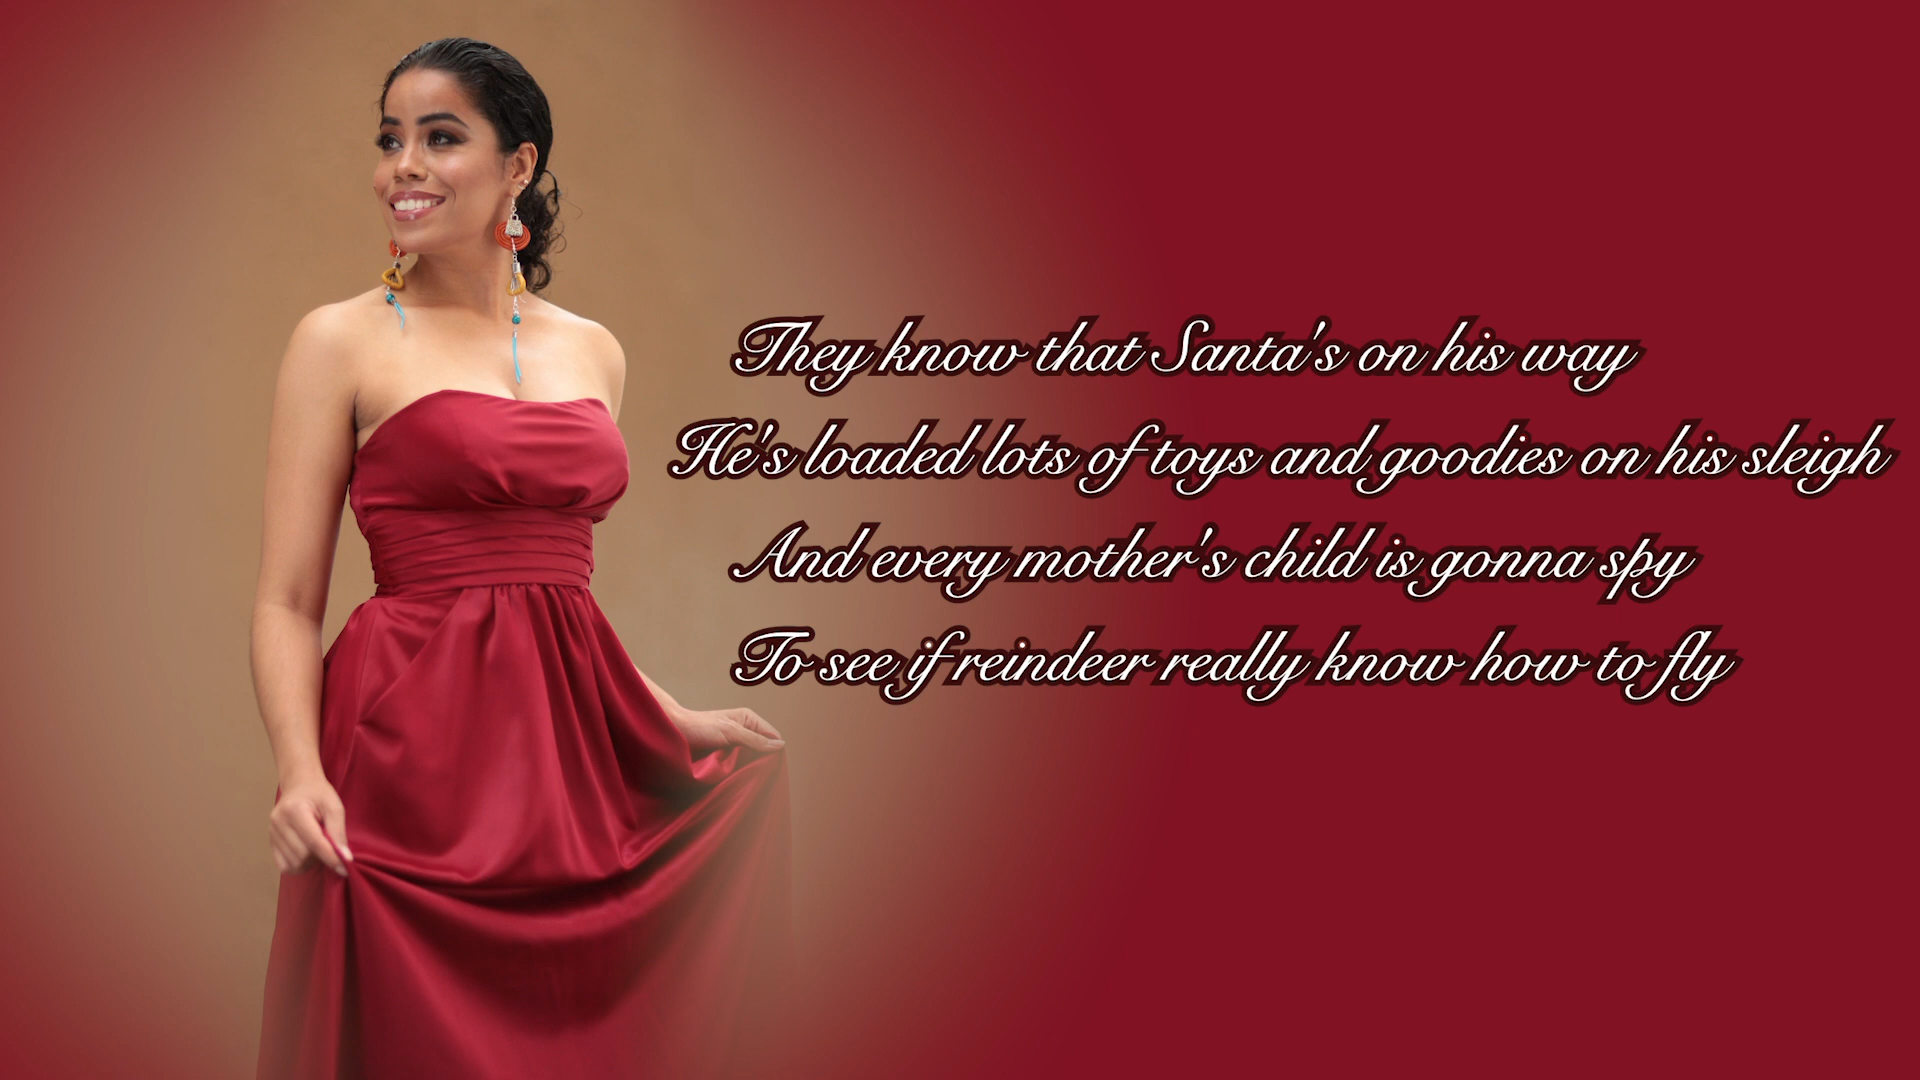 They know that Santa's on his way
He's loaded lots of toys and goodies on his sleigh
And every mother's child is gonna spy
To see if reindeer really know how to fly